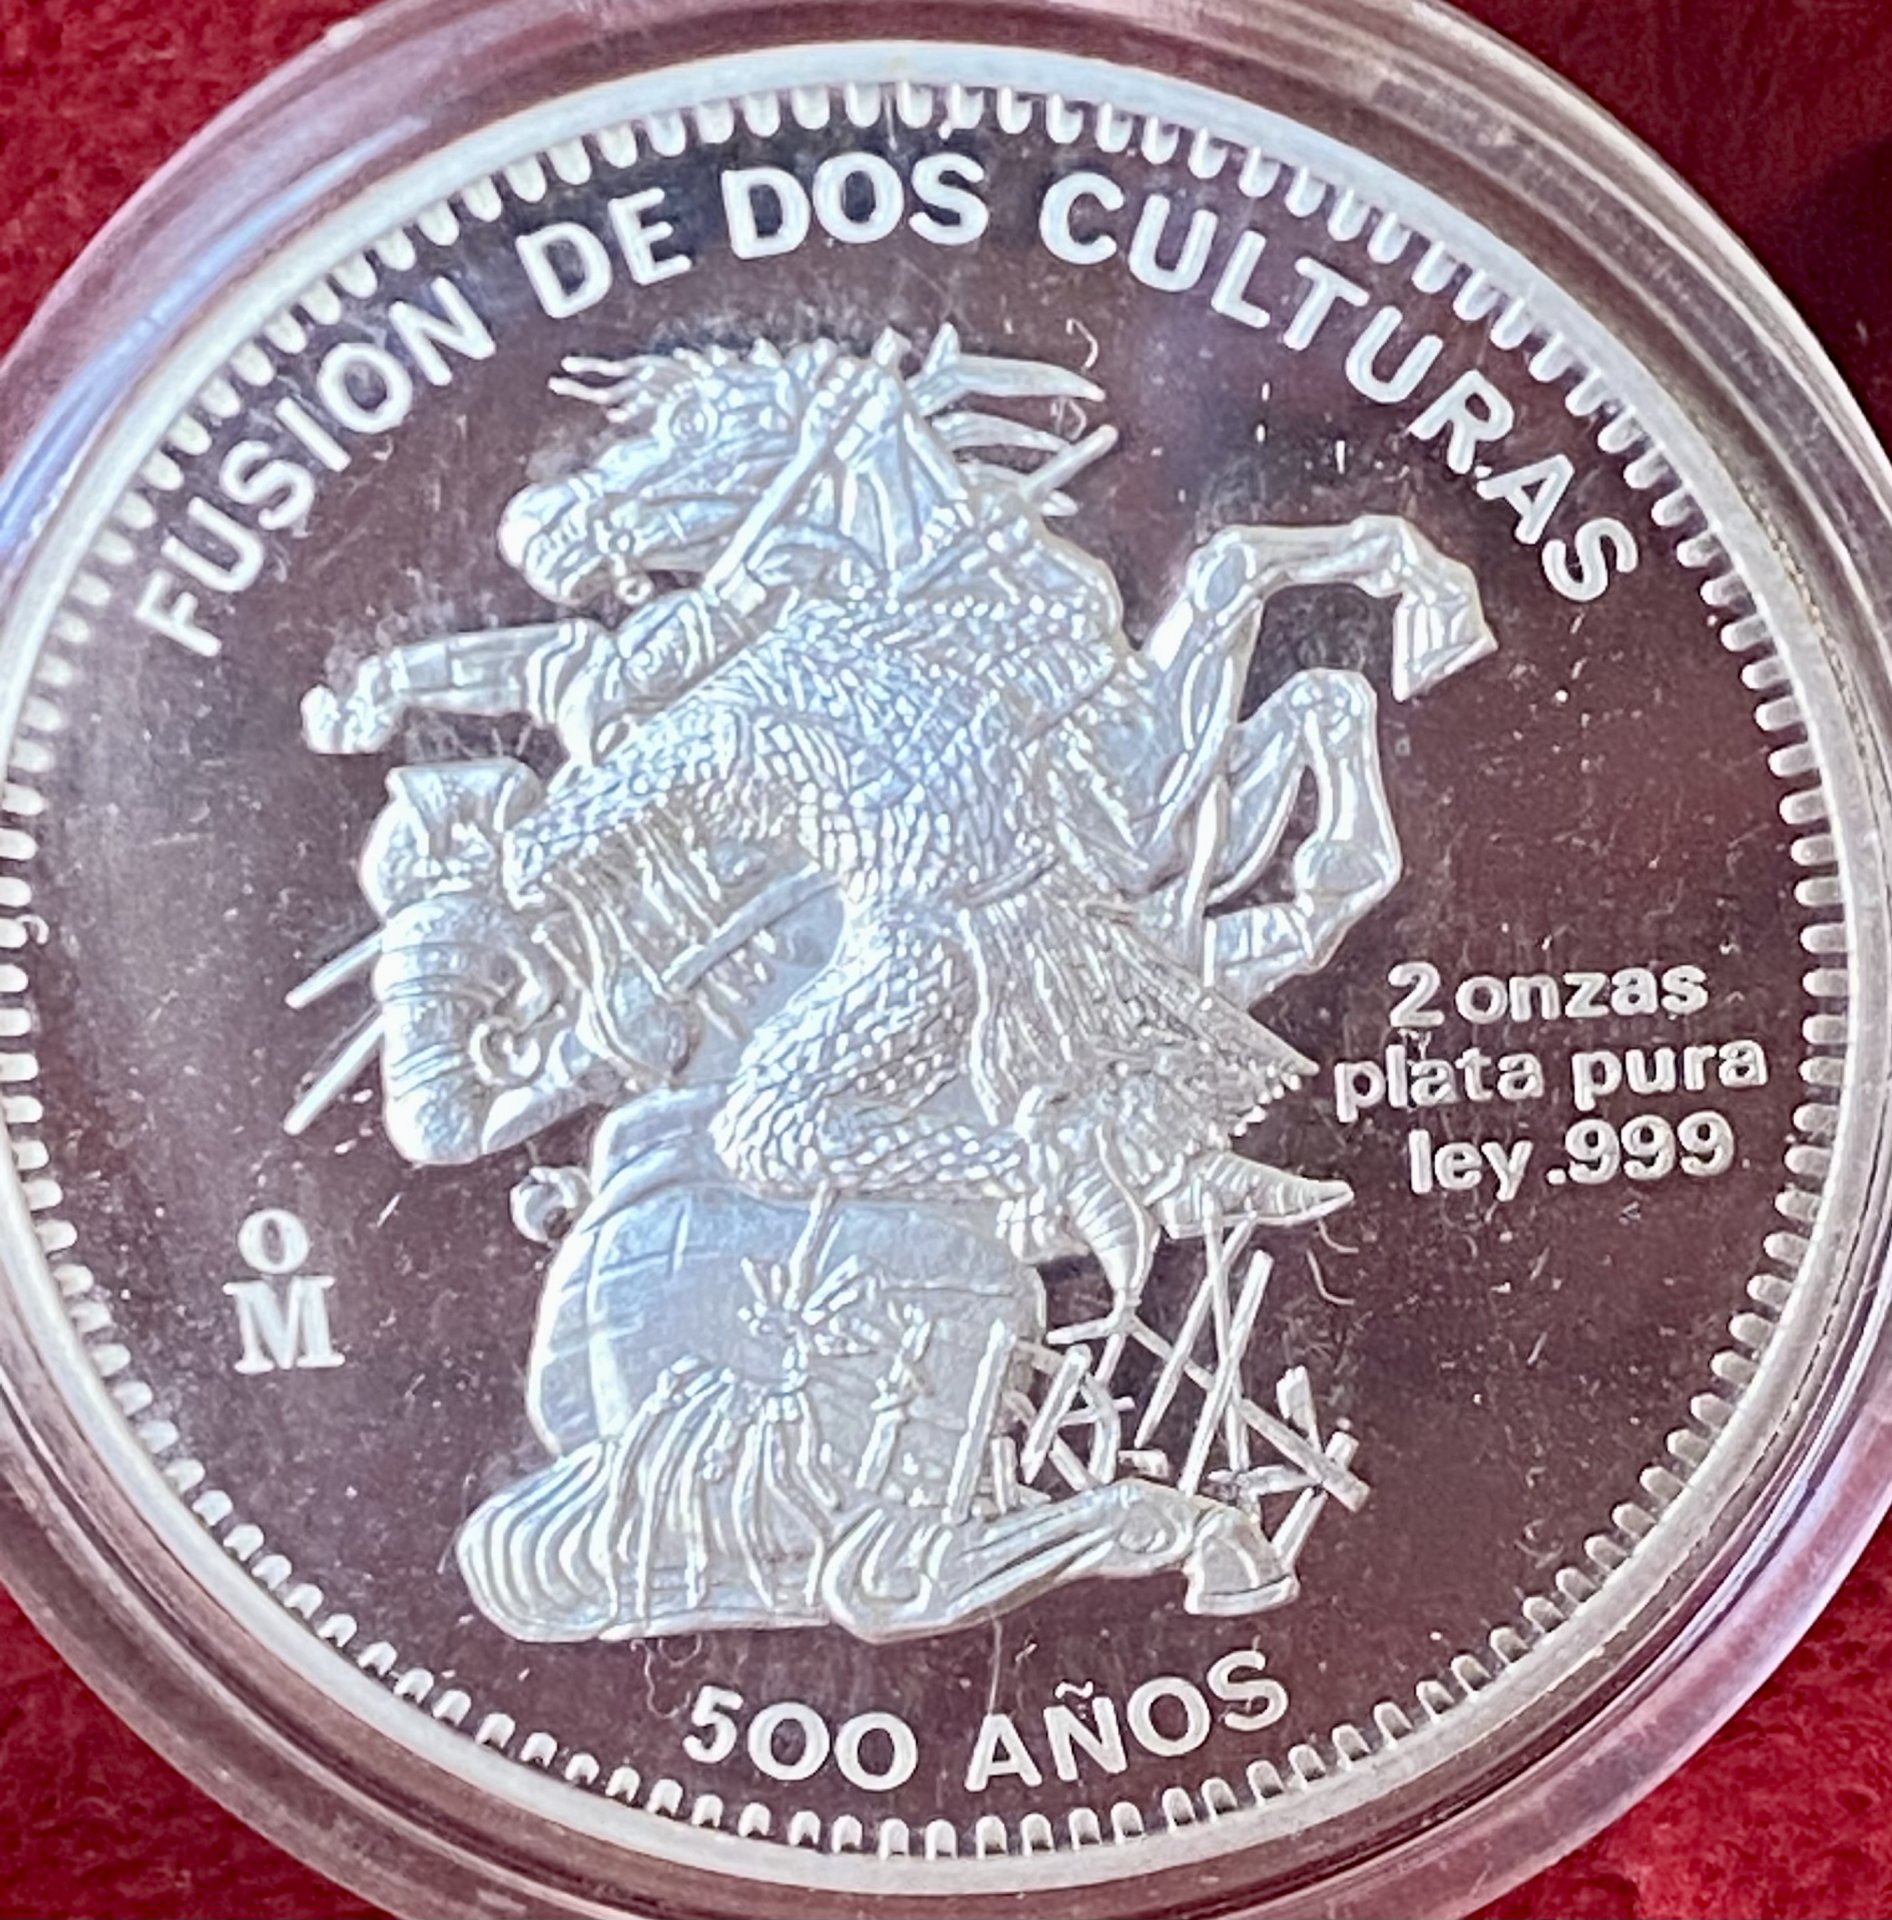 FUSION DE DOS CULTURAS
2 onzas
plata pura
ley .999
o
M
500 AÑOS